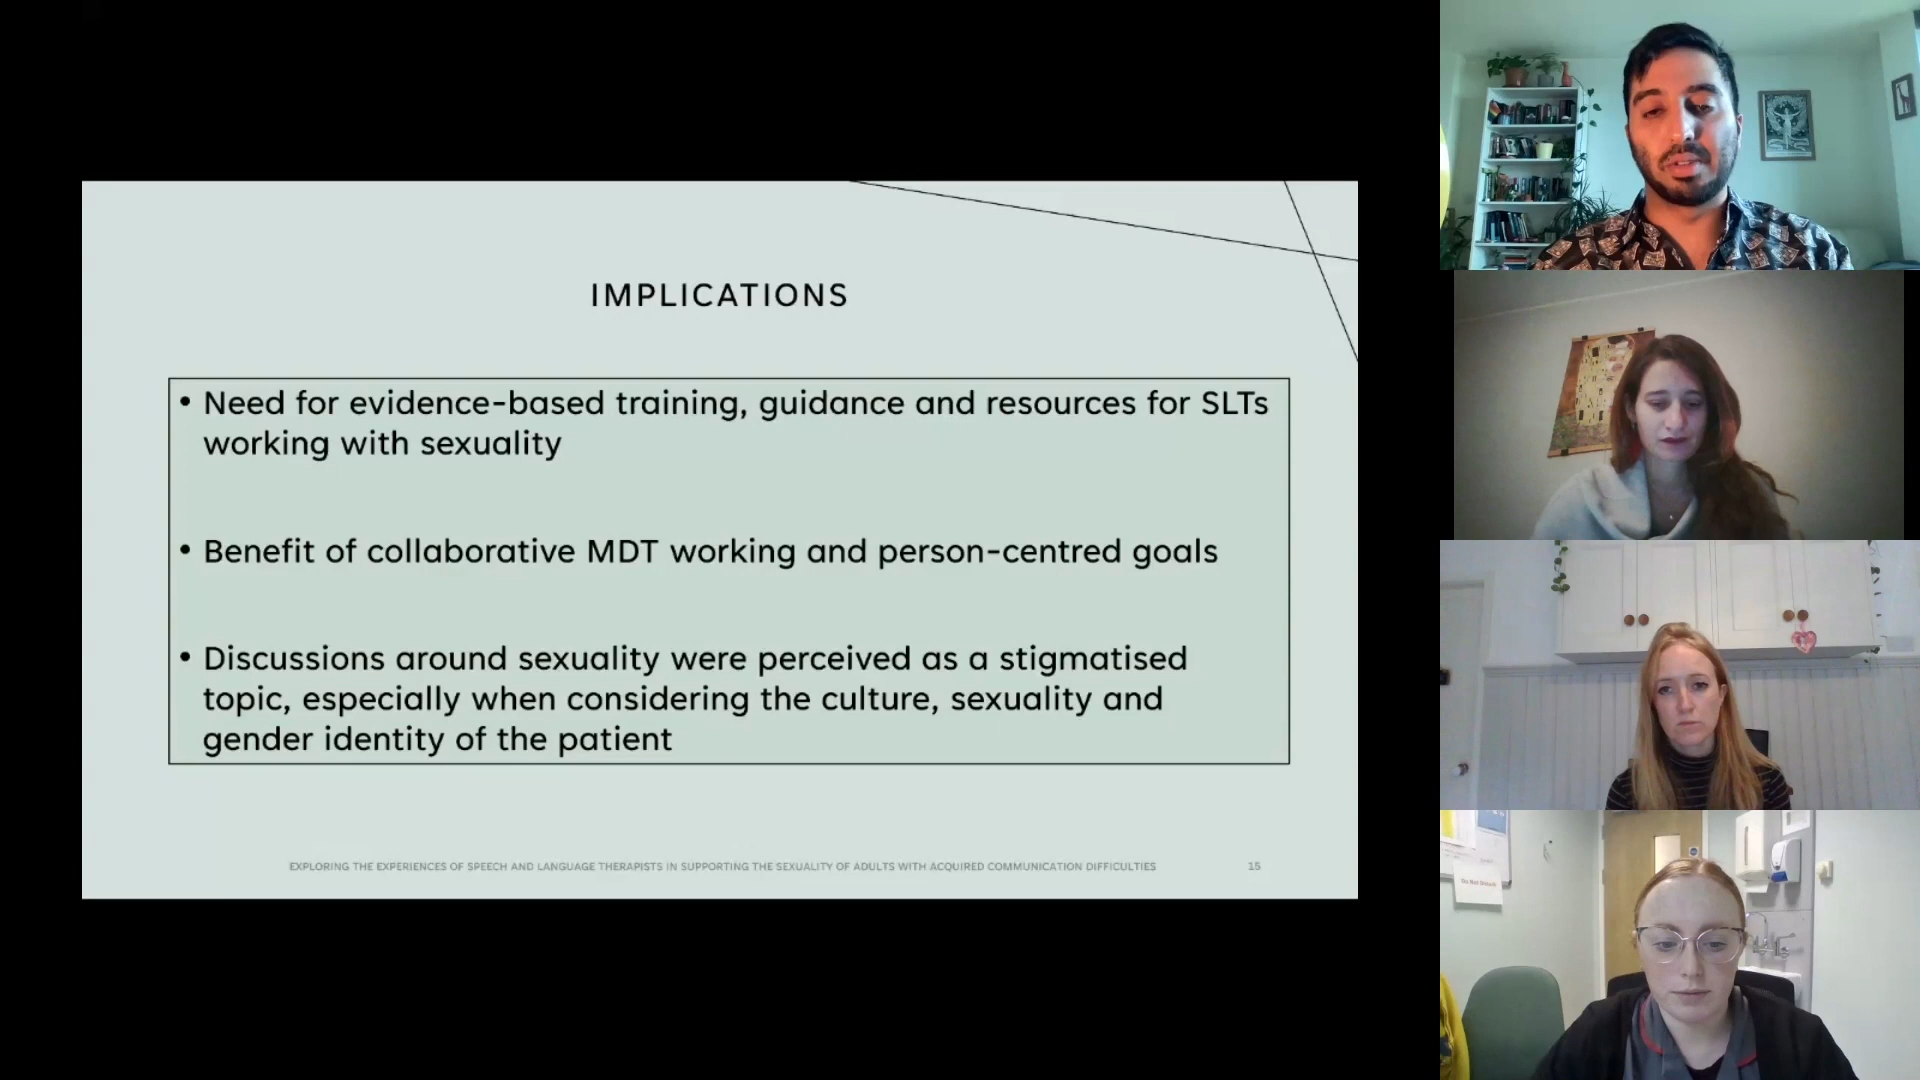 IMPLICATIONS
• Need for evidence-based training, guidance and resources for SLTs
working with sexuality
• Benefit of collaborative MDT working and person-centred goals
• Discussions around sexuality were perceived as a stigmatised
topic, especially when considering the culture, sexuality and
gender identity of the patient
EXPLORING THE EXPERIENCES OF SPEECH AND LANGUAGE THERAPISTS IN SUPPORTING THE SEXUALITY OF ADULTS WITH ACQUIRED COMMUNICATION DIFFICULTIES 15